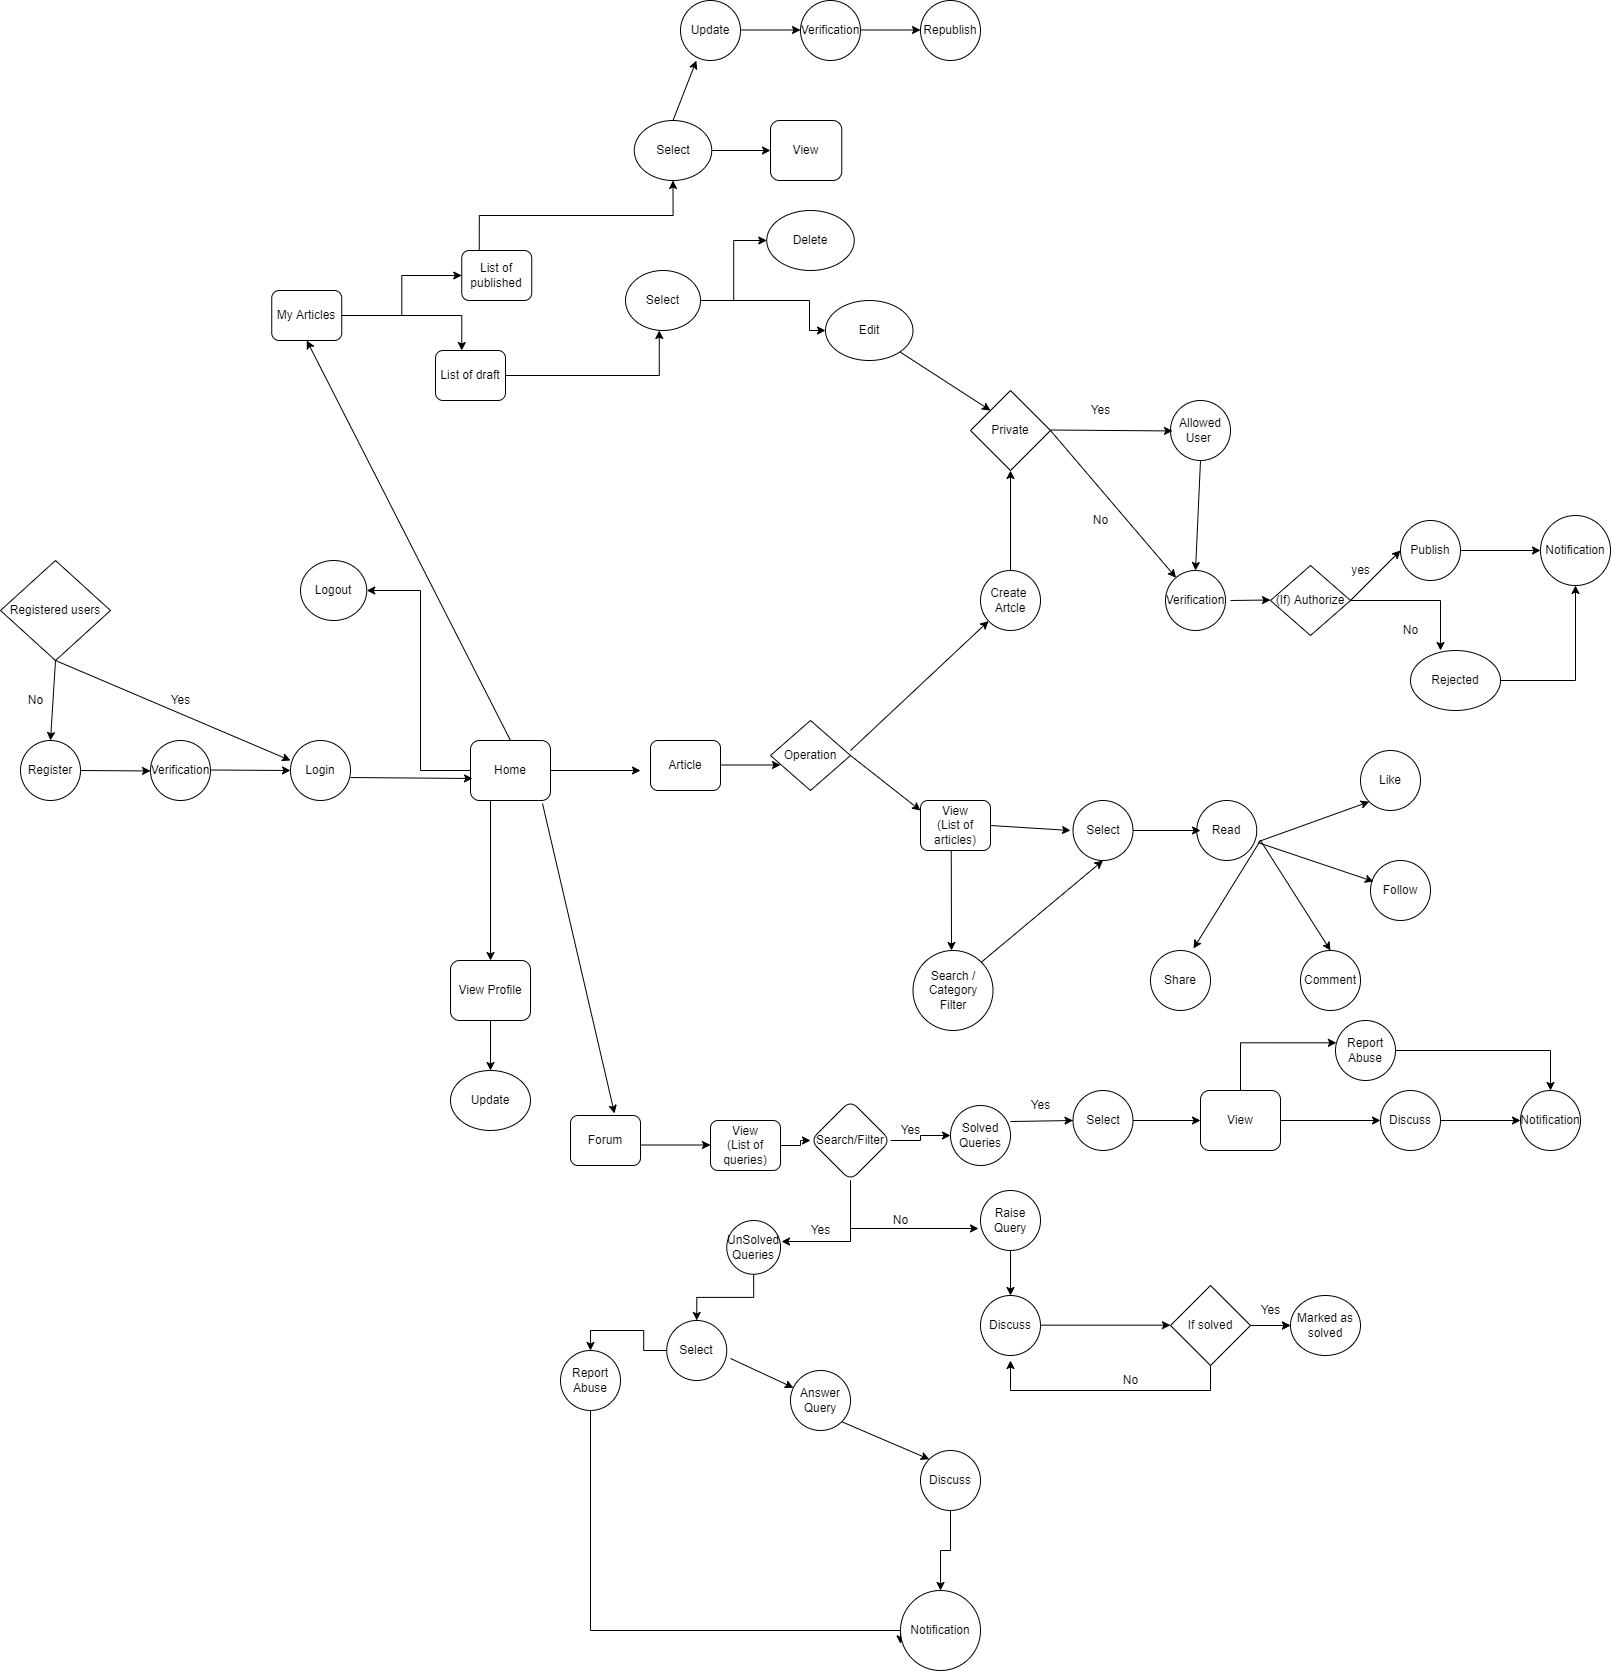 Update
Verification
Republish
Select
View
Delete
List of
published
Select
My Articles
Edit
List of draft
Yes
Allowed
User
Private
No
Publish
Notification
yes
Logout
Create
Artcle
Verification
(If) Authorize
Registered users
No
Rejected
No
Yes
Operation
Register
Verification
Login
Home
Article
Like
View
(List of
articles)
Select
Read
Follow
Search /
Category
Filter
Share
Comment
View Profile
Report
Abuse
Update
Yes
Forum
View
(List of
queries)
Search/Filter
Yes
Solved
Queries
Select
View
Discuss
Notification
Raise
Query
No
Yes
UnSolved
Queries
Discuss
If solved
Yes
Marked as
solved
Select
Report
Abuse
No
Answer
Query
Discuss
Notification